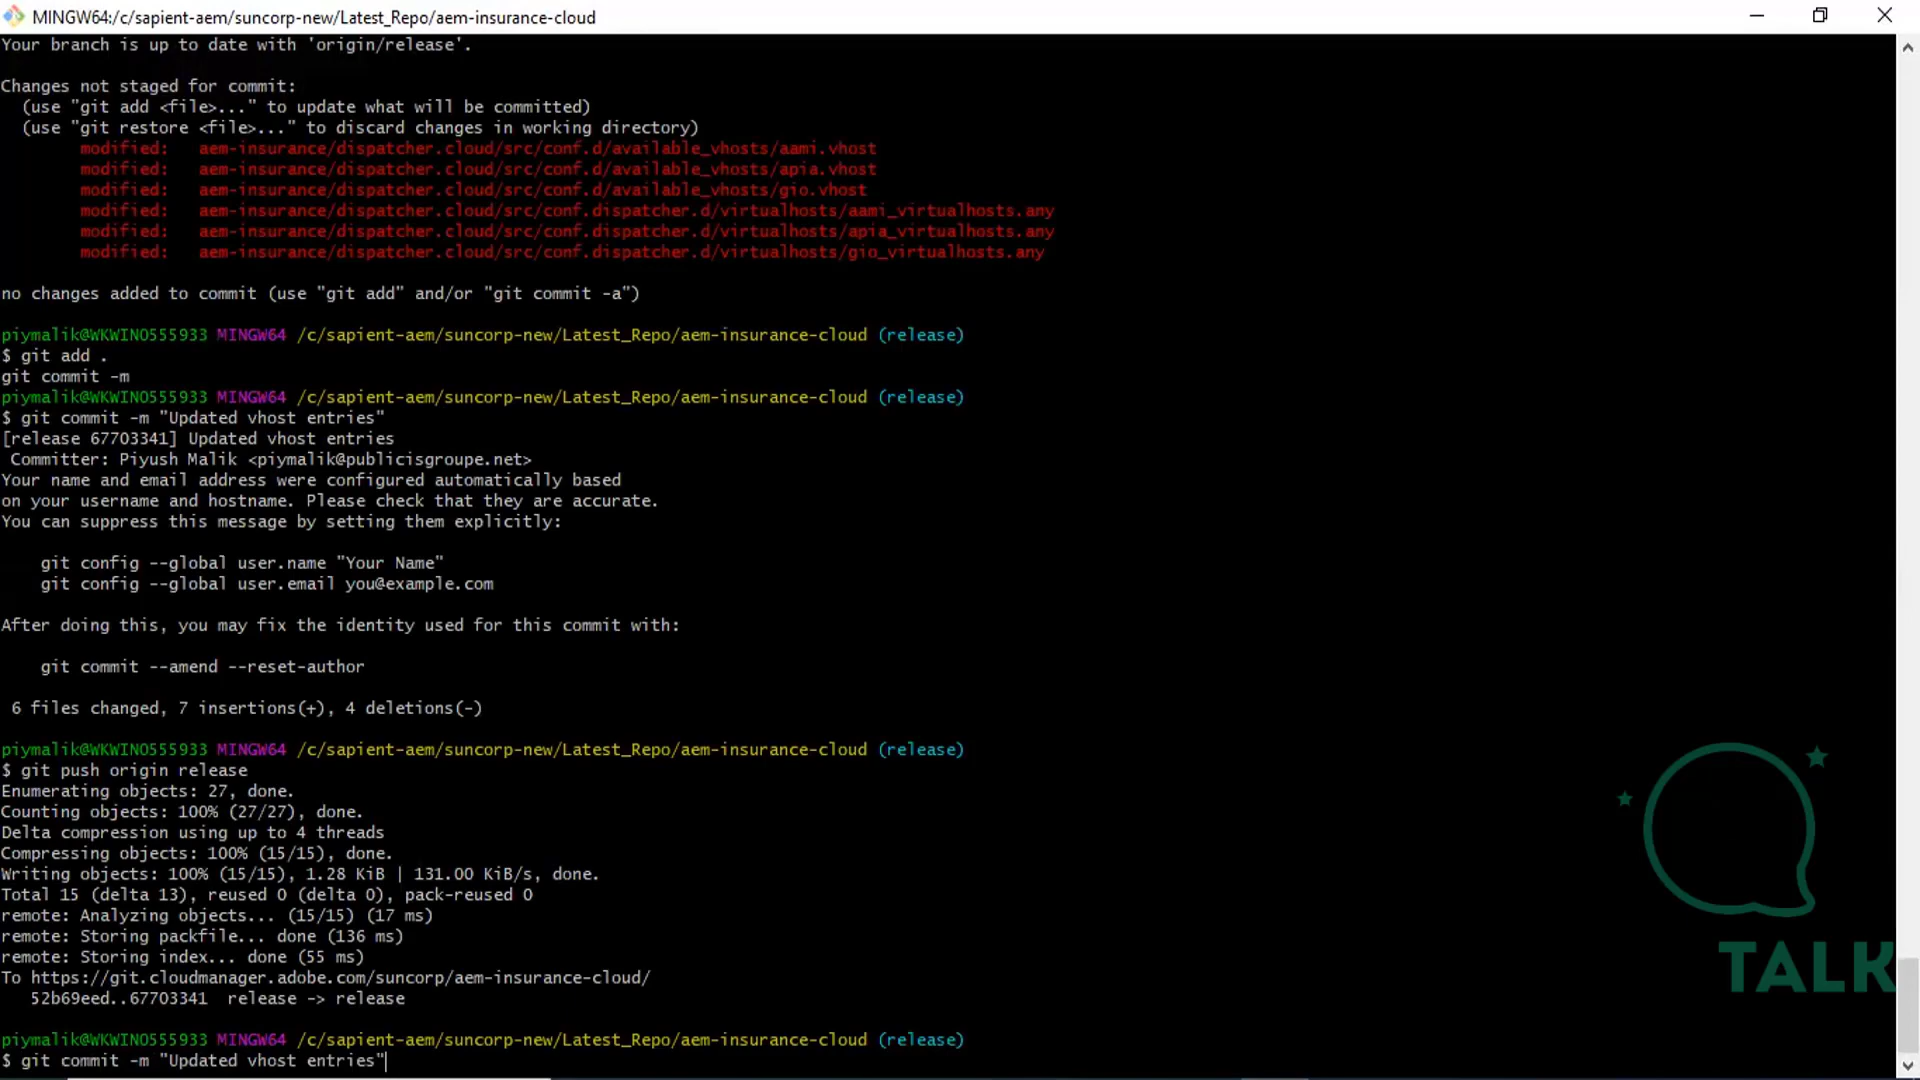 MINGW64:/c/sapient-aem/suncorp-new/Latest_Repo/aem-insurance-cloud
Your branch is up to date with 'origin/release'.
Changes not staged for commit:
  (use "git add <file>..." to update what will be committed)
  (use "git restore <file>..." to discard changes in working directory)
        modified:   aem-insurance/dispatcher.cloud/src/conf.d/available_vhosts/aami.vhost
        modified:   aem-insurance/dispatcher.cloud/src/conf.d/available_vhosts/apia.vhost
        modified:   aem-insurance/dispatcher.cloud/src/conf.d/available_vhosts/gio.vhost
        modified:   aem-insurance/dispatcher.cloud/src/conf.dispatcher.d/virtualhosts/aami_virtualhosts.any
        modified:   aem-insurance/dispatcher.cloud/src/conf.dispatcher.d/virtualhosts/apia_virtualhosts.any
        modified:   aem-insurance/dispatcher.cloud/src/conf.dispatcher.d/virtualhosts/gio_virtualhosts.any
no changes added to commit (use "git add" and/or "git commit -a")
piymalik@WKWIN0555933 MINGW64 /c/sapient-aem/suncorp-new/Latest_Repo/aem-insurance-cloud (release)
$ git add .
git commit -m
piymalik@WKWIN0555933 MINGW64 /c/sapient-aem/suncorp-new/Latest_Repo/aem-insurance-cloud (release)
$ git commit -m "Updated vhost entries"
[release 67703341] Updated vhost entries
 Committer: Piyush Malik <piymalik@publicisgroupe.net>
Your name and email address were configured automatically based
on your username and hostname. Please check that they are accurate.
You can suppress this message by setting them explicitly:
    git config --global user.name "Your Name"
    git config --global user.email you@example.com
After doing this, you may fix the identity used for this commit with:
    git commit --amend --reset-author
 6 files changed, 7 insertions(+), 4 deletions(-)
piymalik@WKWIN0555933 MINGW64 /c/sapient-aem/suncorp-new/Latest_Repo/aem-insurance-cloud (release)
$ git push origin release
Enumerating objects: 27, done.
Counting objects: 100% (27/27), done.
Delta compression using up to 4 threads
Compressing objects: 100% (15/15), done.
Writing objects: 100% (15/15), 1.28 KiB | 131.00 KiB/s, done.
Total 15 (delta 13), reused 0 (delta 0), pack-reused 0
remote: Analyzing objects... (15/15) (17 ms)
remote: Storing packfile... done (136 ms)
remote: Storing index... done (55 ms)
To https://git.cloudmanager.adobe.com/suncorp/aem-insurance-cloud/
   52b69eed..67703341  release -> release
piymalik@WKWIN0555933 MINGW64 /c/sapient-aem/suncorp-new/Latest_Repo/aem-insurance-cloud (release)
$ git commit -m "Updated vhost entries"
TALK